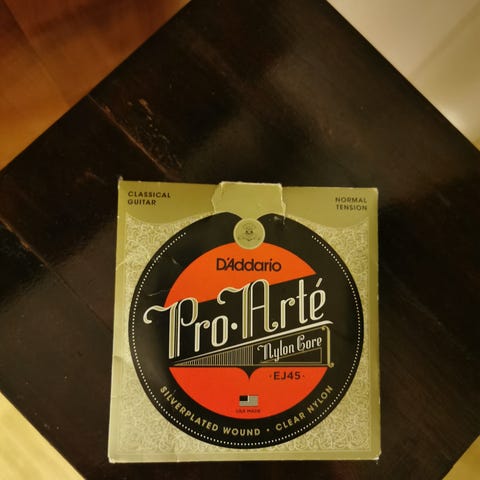 CLASSICAL
GUITAR
NORMAL
TENSION
D'Addario
Pro·Arté
Nylon Core
·EJ45·
USA MADE
SILVERPLATED WOUND · CLEAR NYLON